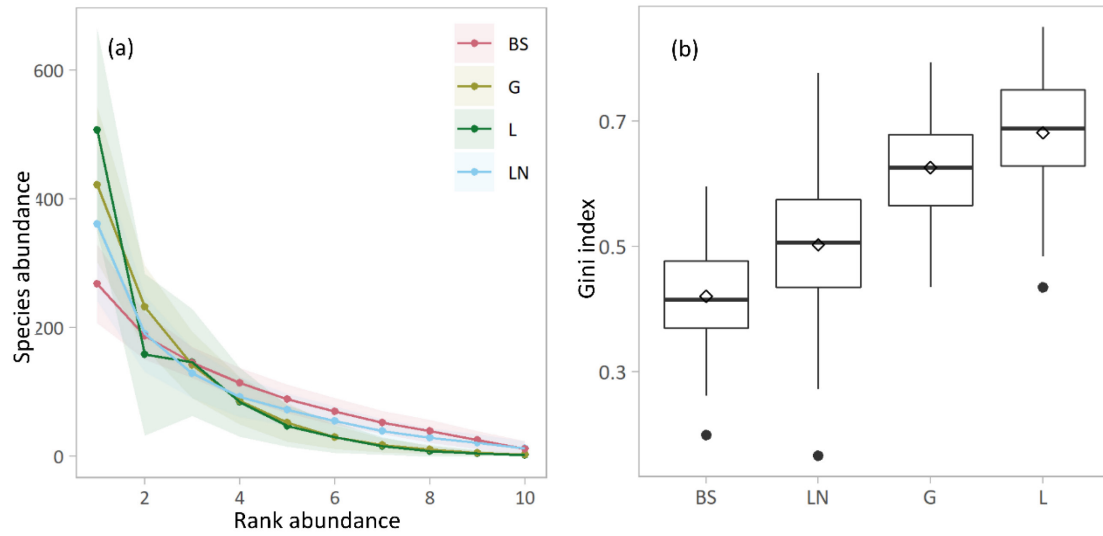 (a)
BS
G
L
LN
600
400
200
0
2
4
6
8
10
Species abundance
Rank abundance
(b)
Gini index
0.7
0.5
0.3
BS
LN
G
L